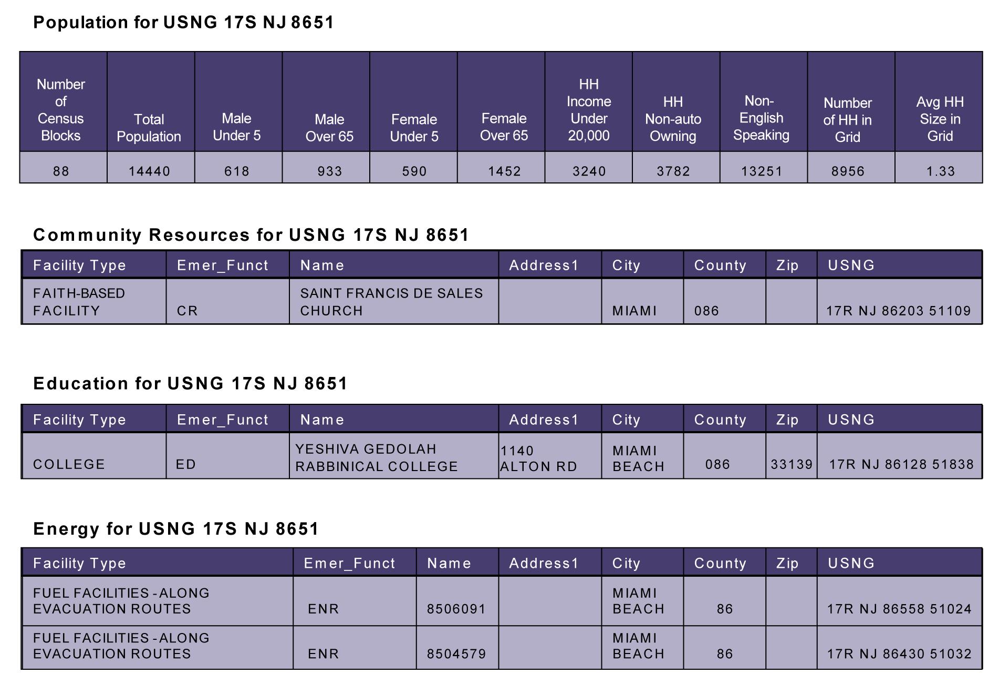 Population for USNG 17S NJ 8651
Number of Census Blocks | Total Population | Male Under 5 | Male Over 65 | Female Under 5 | Female Over 65 | HH Income Under 20,000 | HH Non-auto Owning | Non-English Speaking | Number of HH in Grid | Avg HH Size in Grid
88 | 14440 | 618 | 933 | 590 | 1452 | 3240 | 3782 | 13251 | 8956 | 1.33
Community Resources for USNG 17S NJ 8651
Facility Type | Emer_Funct | Name | Address1 | City | County | Zip | USNG
FAITH-BASED FACILITY | CR | SAINT FRANCIS DE SALES CHURCH | | MIAMI | 086 | | 17R NJ 86203 51109
Education for USNG 17S NJ 8651
Facility Type | Emer_Funct | Name | Address1 | City | County | Zip | USNG
COLLEGE | ED | YESHIVA GEDOLAH RABBINICAL COLLEGE | 1140 ALTON RD | MIAMI BEACH | 086 | 33139 | 17R NJ 86128 51838
Energy for USNG 17S NJ 8651
Facility Type | Emer_Funct | Name | Address1 | City | County | Zip | USNG
FUEL FACILITIES - ALONG EVACUATION ROUTES | ENR | 8506091 | | MIAMI BEACH | 86 | | 17R NJ 86558 51024
FUEL FACILITIES - ALONG EVACUATION ROUTES | ENR | 8504579 | | MIAMI BEACH | 86 | | 17R NJ 86430 51032